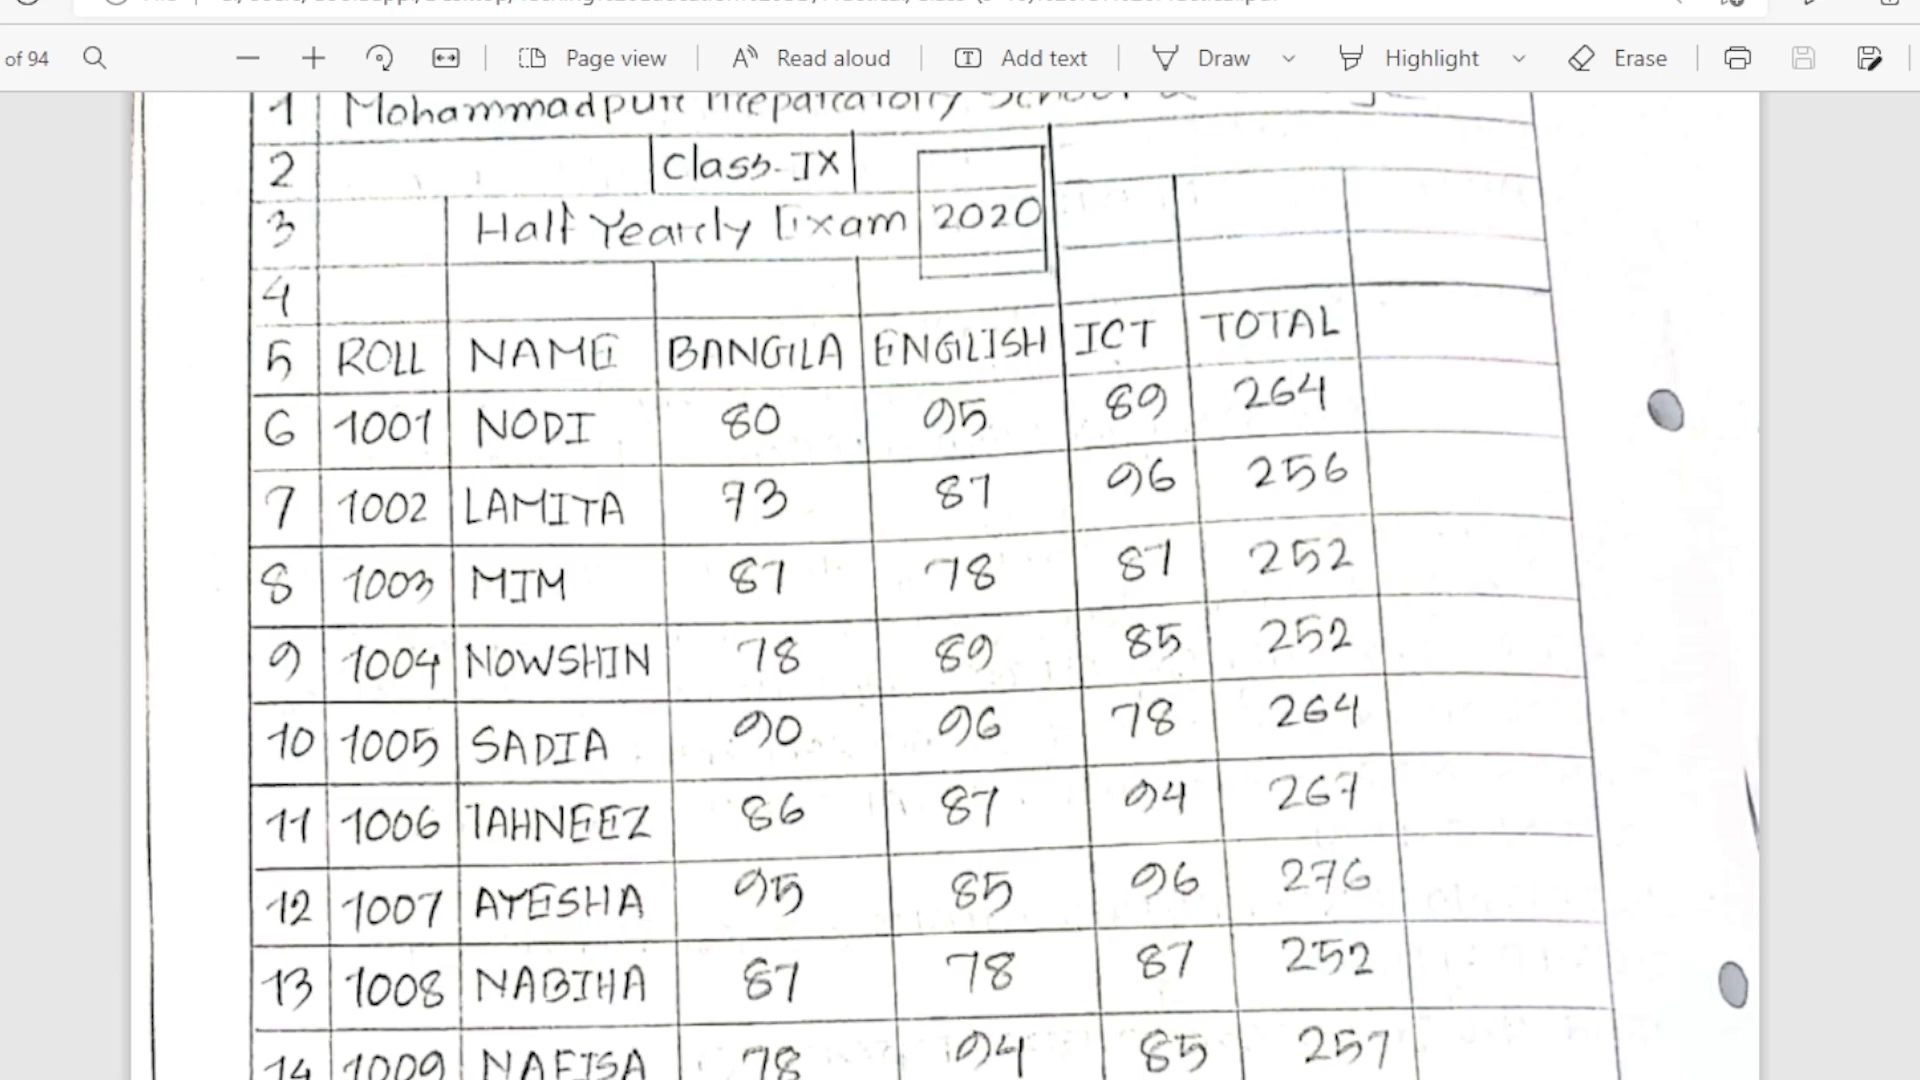 of 94 Page view Read aloud Add text Draw Highlight Erase
1 Mohammadpur Preparatory School &
2 Class-IX
3 Half Yearly Exam 2020
4
5 ROLL NAME BANGLA ENGLISH ICT TOTAL
6 1001 NODI 80 95 89 264
7 1002 LAMITA 73 87 96 256
8 1003 MIM 87 78 87 252
9 1004 NOWSHIN 78 89 85 252
10 1005 SADIA 90 96 78 264
11 1006 TAHNEEZ 86 87 94 267
12 1007 AYESHA 95 85 96 276
13 1008 NABIHA 87 78 87 252
14 1009 NAFISA 78 94 85 257